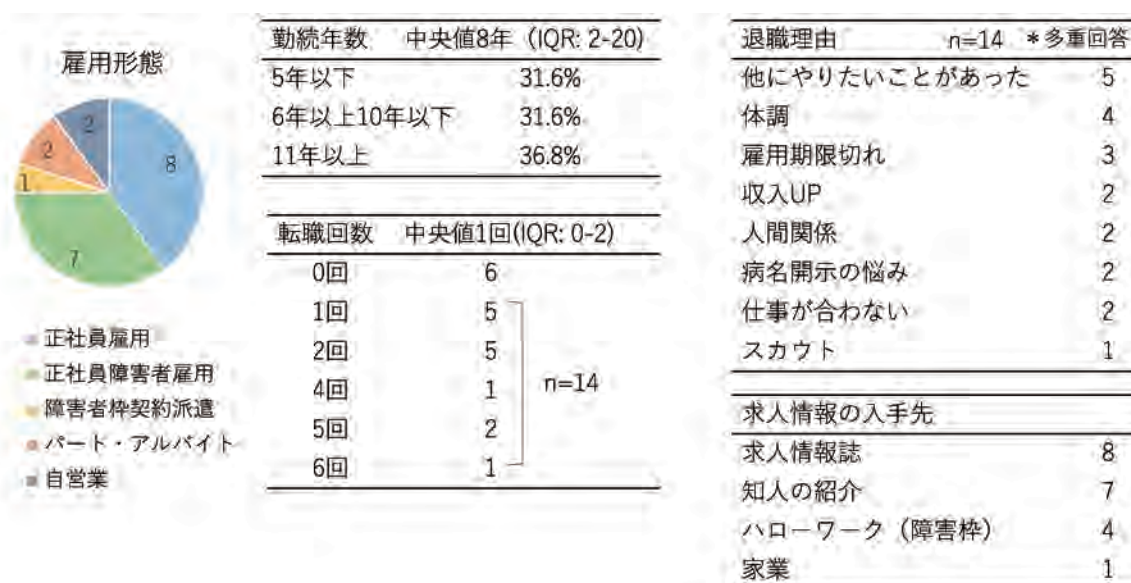 雇用形態
8
7
1
2
2
正社員雇用
正社員障害者雇用
障害者枠契約派遣
パート・アルバイト
自営業
勤続年数 中央値8年（IQR: 2-20)
5年以下 31.6%
6年以上10年以下 31.6%
11年以上 36.8%
転職回数 中央値1回(IQR: 0-2)
0回 6
1回 5
2回 5
4回 1
5回 2
6回 1
n=14
退職理由 n=14 ＊多重回答
他にやりたいことがあった 5
体調 4
雇用期限切れ 3
収入UP 2
人間関係 2
病名開示の悩み 2
仕事が合わない 2
スカウト 1
求人情報の入手先
求人情報誌 8
知人の紹介 7
ハローワーク（障害枠） 4
家業 1